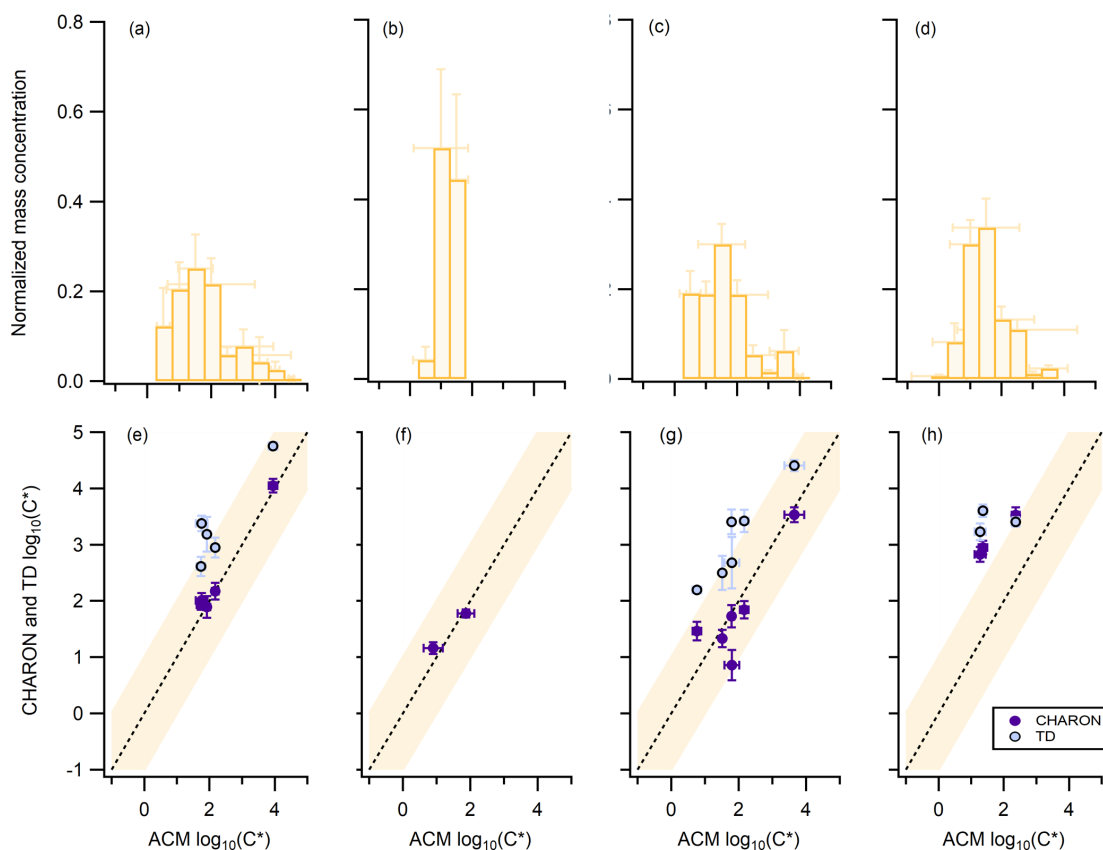 (a) (b) (c) (d)
Normalized mass concentration
0.8
0.6
0.4
0.2
0.0
(e) (f) (g) (h)
CHARON and TD log10(C*)
5
4
3
2
1
0
-1
CHARON
TD
0 2 4 0 2 4 0 2 4 0 2 4
ACM log10(C*) ACM log10(C*) ACM log10(C*) ACM log10(C*)